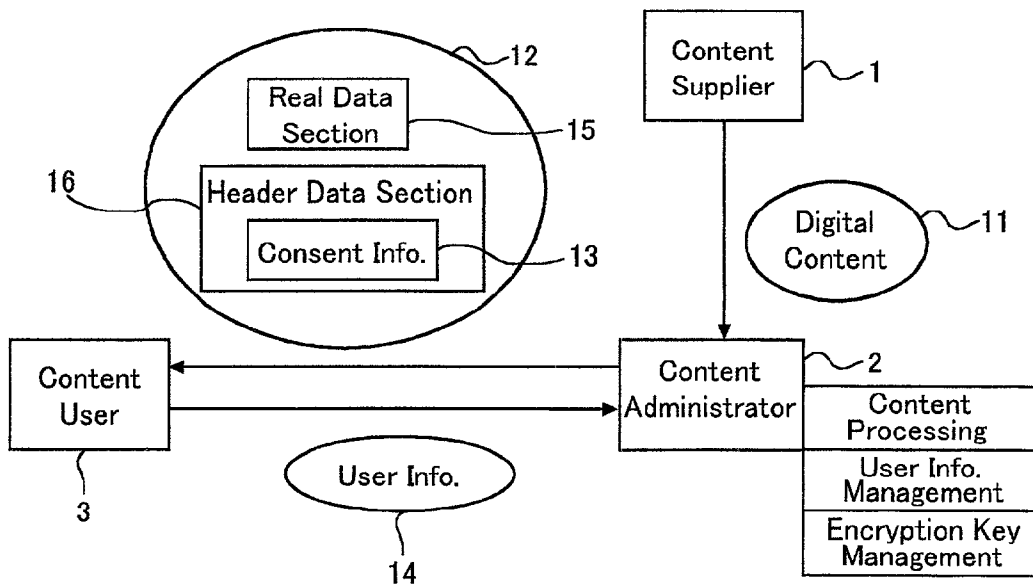 12
Content
Supplier
1
Real Data
Section
15
16
Header Data Section
Consent Info.
13
Digital
Content
11
Content
User
3
Content
Administrator
2
Content
Processing
User Info.
Management
Encryption Key
Management
User Info.
14